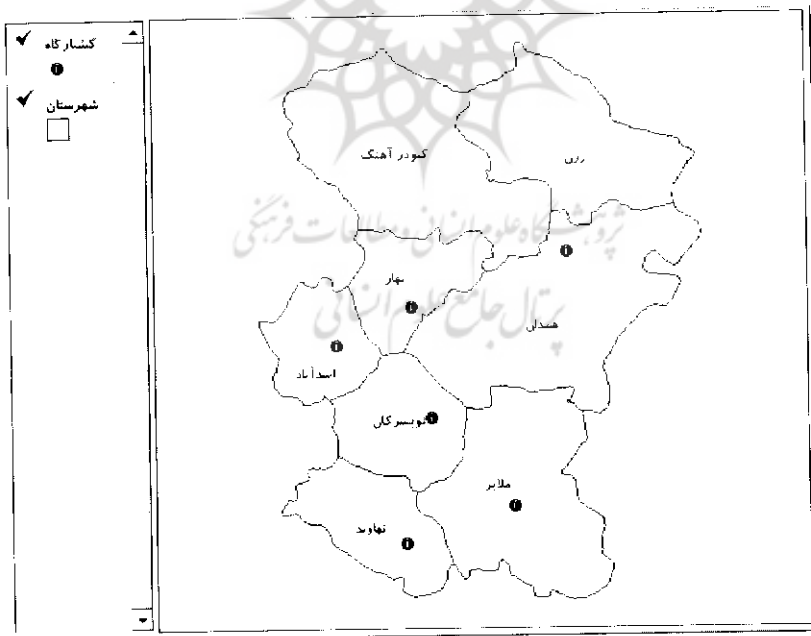 کشتارگاه
شهرستان
کبودر آهنگ
رزن
پژوهشگاه علوم انسانی و مطالعات فرهنگی
بهار
پرتال جامع علوم انسانی
همدان
اسدآباد
تویسرکان
ملایر
نهاوند